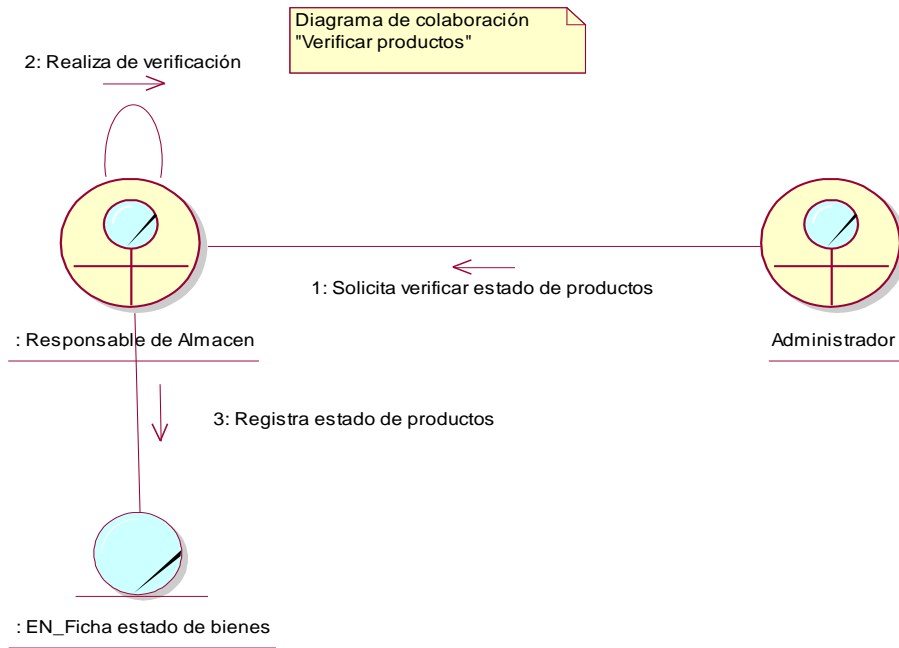 Diagrama de colaboración
"Verificar productos"
2: Realiza de verificación
1: Solicita verificar estado de productos
: Responsable de Almacen
Administrador
3: Registra estado de productos
: EN_Ficha estado de bienes